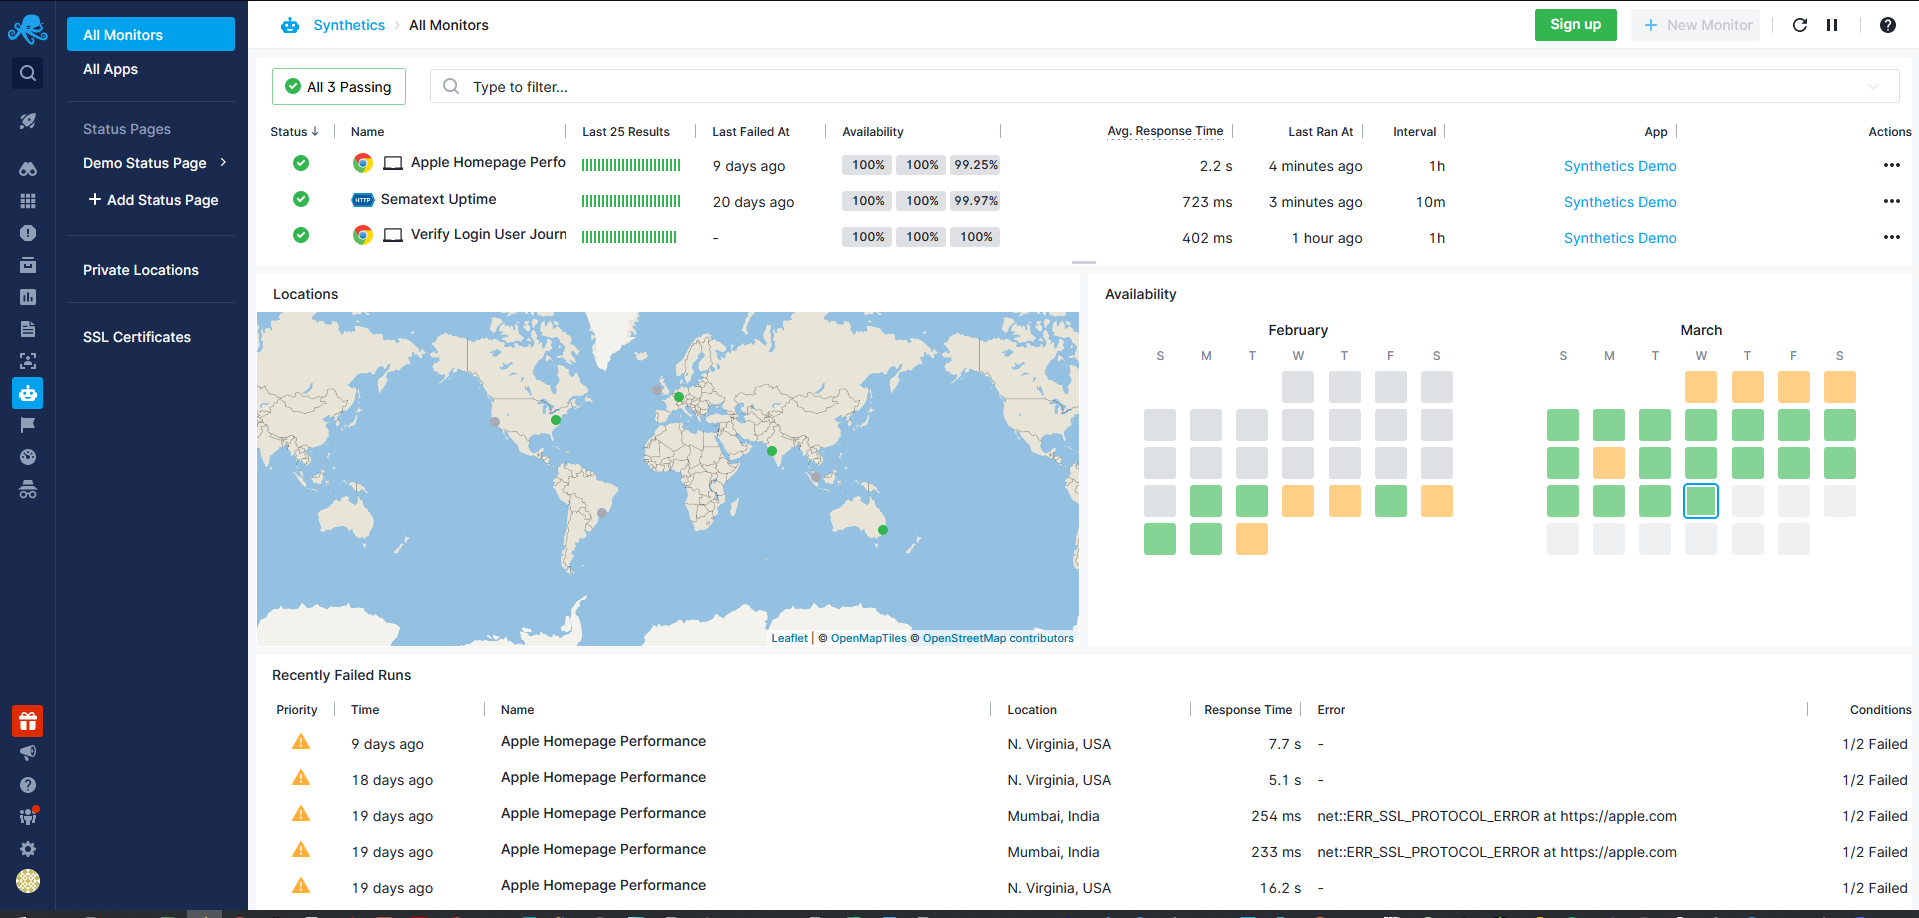 All Monitors
All Apps
Status Pages
Demo Status Page
+ Add Status Page
Private Locations
SSL Certificates
Synthetics > All Monitors
Sign up
+ New Monitor
All 3 Passing
Type to filter...
Status Name Last 25 Results Last Failed At Availability Avg. Response Time Last Ran At Interval App Actions
Apple Homepage Perfo 9 days ago 100% 100% 99.25% 2.2 s 4 minutes ago 1h Synthetics Demo
HTTP Sematext Uptime 20 days ago 100% 100% 99.97% 723 ms 3 minutes ago 10m Synthetics Demo
Verify Login User Journ - 100% 100% 100% 402 ms 1 hour ago 1h Synthetics Demo
Locations
Leaflet | © OpenMapTiles © OpenStreetMap contributors
Availability
February
S M T W T F S
March
S M T W T F S
Recently Failed Runs
Priority Time Name Location Response Time Error Conditions
9 days ago Apple Homepage Performance N. Virginia, USA 7.7 s - 1/2 Failed
18 days ago Apple Homepage Performance N. Virginia, USA 5.1 s - 1/2 Failed
19 days ago Apple Homepage Performance Mumbai, India 254 ms net::ERR_SSL_PROTOCOL_ERROR at https://apple.com 1/2 Failed
19 days ago Apple Homepage Performance Mumbai, India 233 ms net::ERR_SSL_PROTOCOL_ERROR at https://apple.com 1/2 Failed
19 days ago Apple Homepage Performance N. Virginia, USA 16.2 s - 1/2 Failed